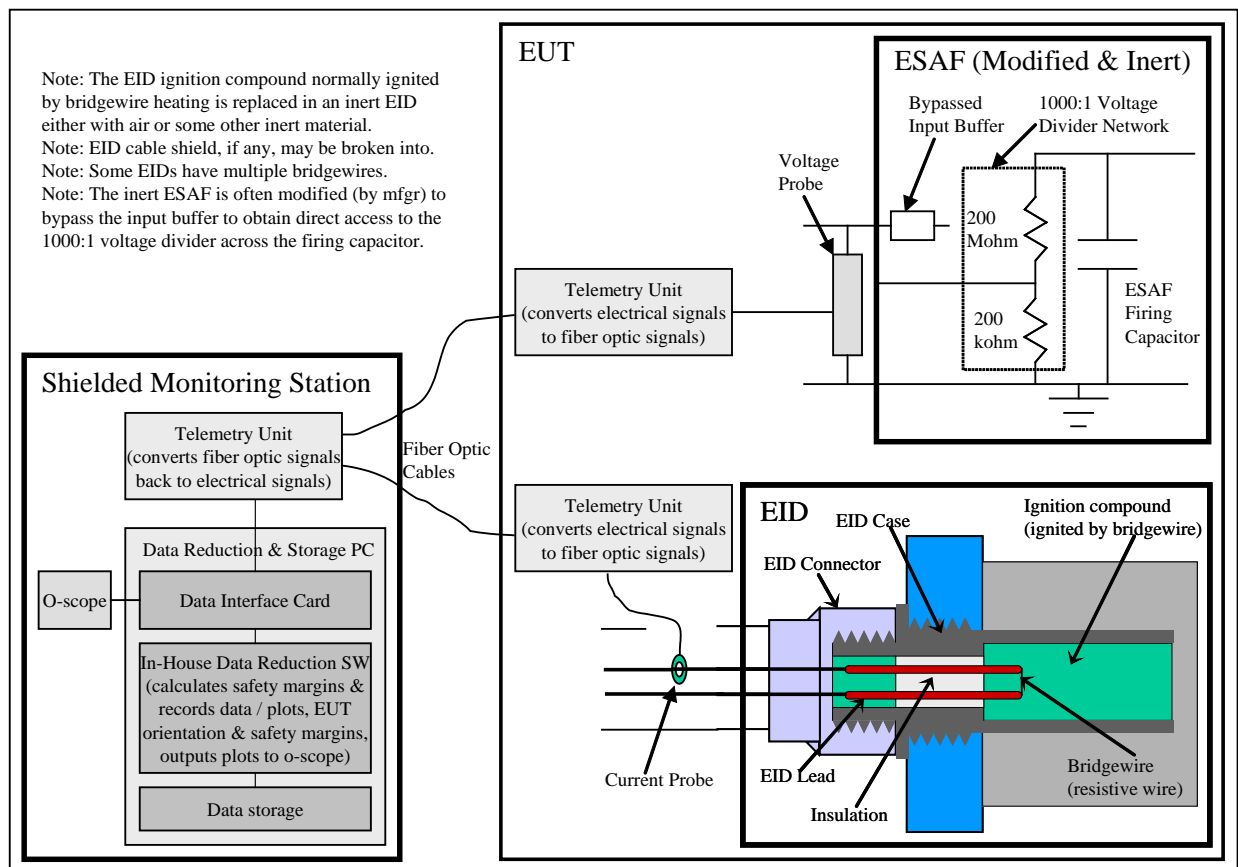 Note: The EID ignition compound normally ignited
by bridgewire heating is replaced in an inert EID
either with air or some other inert material.
Note: EID cable shield, if any, may be broken into.
Note: Some EIDs have multiple bridgewires.
Note: The inert ESAF is often modified (by mfgr) to
bypass the input buffer to obtain direct access to the
1000:1 voltage divider across the firing capacitor.
EUT
ESAF (Modified & Inert)
Bypassed
Input Buffer
1000:1 Voltage
Divider Network
Voltage
Probe
200
Mohm
200
kohm
ESAF
Firing
Capacitor
Telemetry Unit
(converts electrical signals
to fiber optic signals)
Shielded Monitoring Station
Telemetry Unit
(converts fiber optic signals
back to electrical signals)
Fiber Optic
Cables
Data Reduction & Storage PC
O-scope
Data Interface Card
In-House Data Reduction SW
(calculates safety margins &
records data / plots, EUT
orientation & safety margins,
outputs plots to o-scope)
Data storage
Telemetry Unit
(converts electrical signals
to fiber optic signals)
Current Probe
EID
EID Case
Ignition compound
(ignited by bridgewire)
EID Connector
EID Lead
Insulation
Bridgewire
(resistive wire)